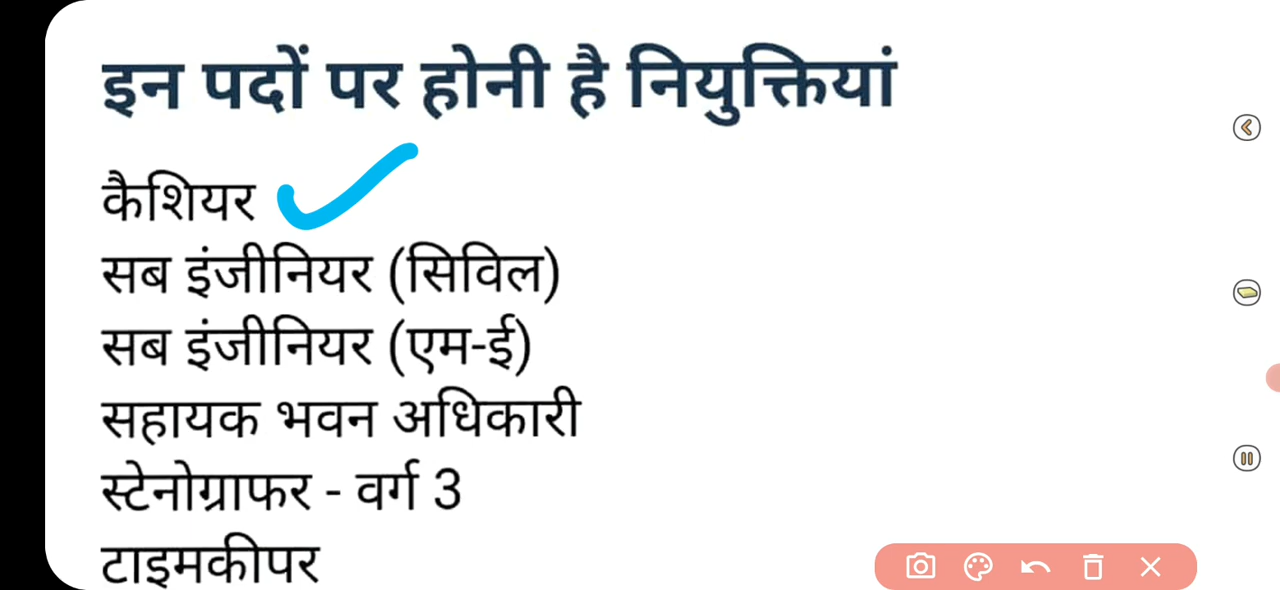 इन पदों पर होनी है नियुक्तियां
कैशियर
सब इंजीनियर (सिविल)
सब इंजीनियर (एम-ई)
सहायक भवन अधिकारी
स्टेनोग्राफर - वर्ग 3
टाइमकीपर